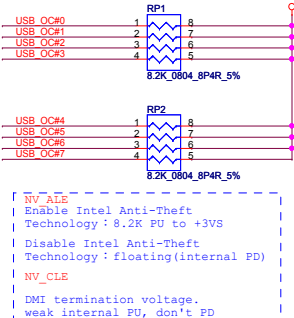 RP1
USB_OC#0 1 8
USB_OC#1 2 7
USB_OC#2 3 6
USB_OC#3 4 5
8.2K_0804_8P4R_5%
RP2
USB_OC#4 1 8
USB_OC#5 2 7
USB_OC#6 3 6
USB_OC#7 4 5
8.2K_0804_8P4R_5%
NV_ALE
Enable Intel Anti-Theft
Technology：8.2K PU to +3VS
Disable Intel Anti-Theft
Technology：floating(internal PD)
NV_CLE
DMI termination voltage.
weak internal PU, don't PD